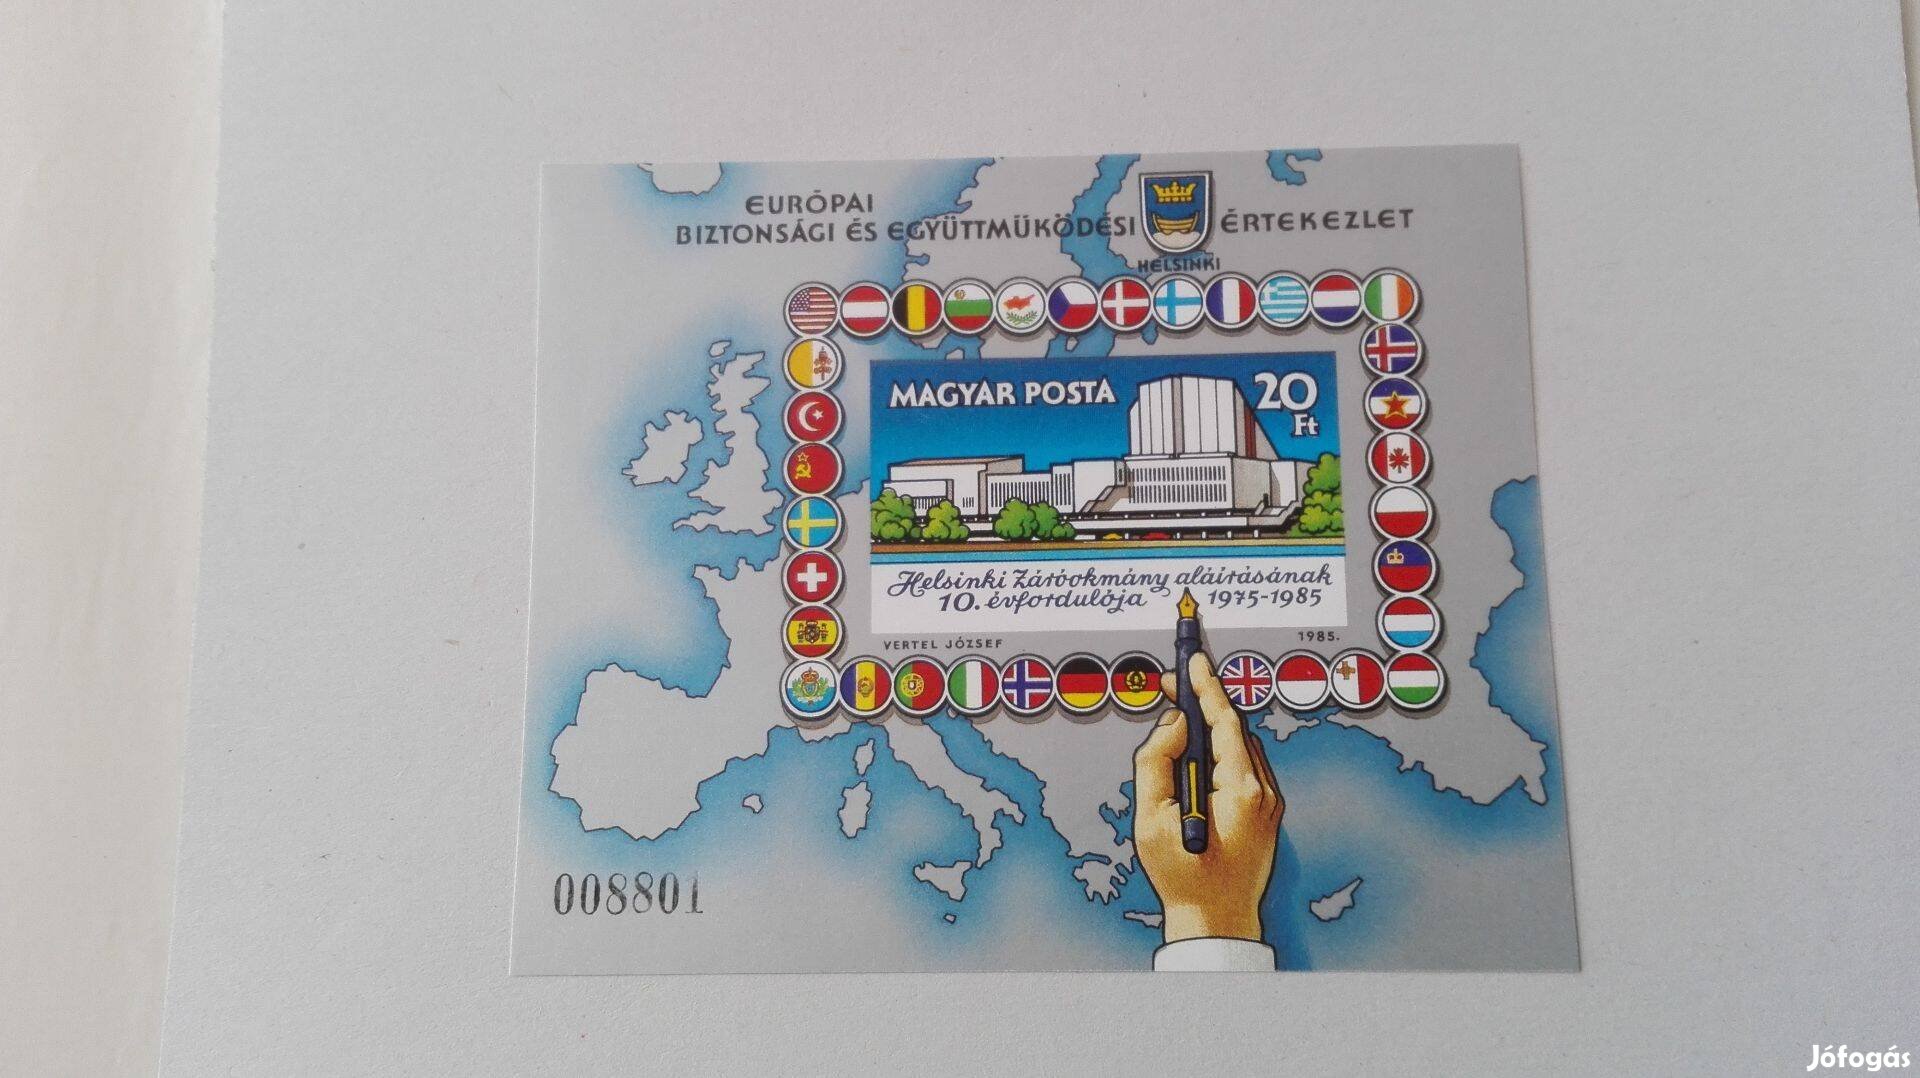 EURÓPAI
BIZTONSÁGI ÉS EGYÜTTMŰKÖDÉSI ÉRTEKEZLET
HELSINKI
MAGYAR POSTA
20
Ft
Helsinki Záróokmány aláírásának
10. évfordulója 1975-1985
VERTEL JÓZSEF
1985.
008801
Jófogás